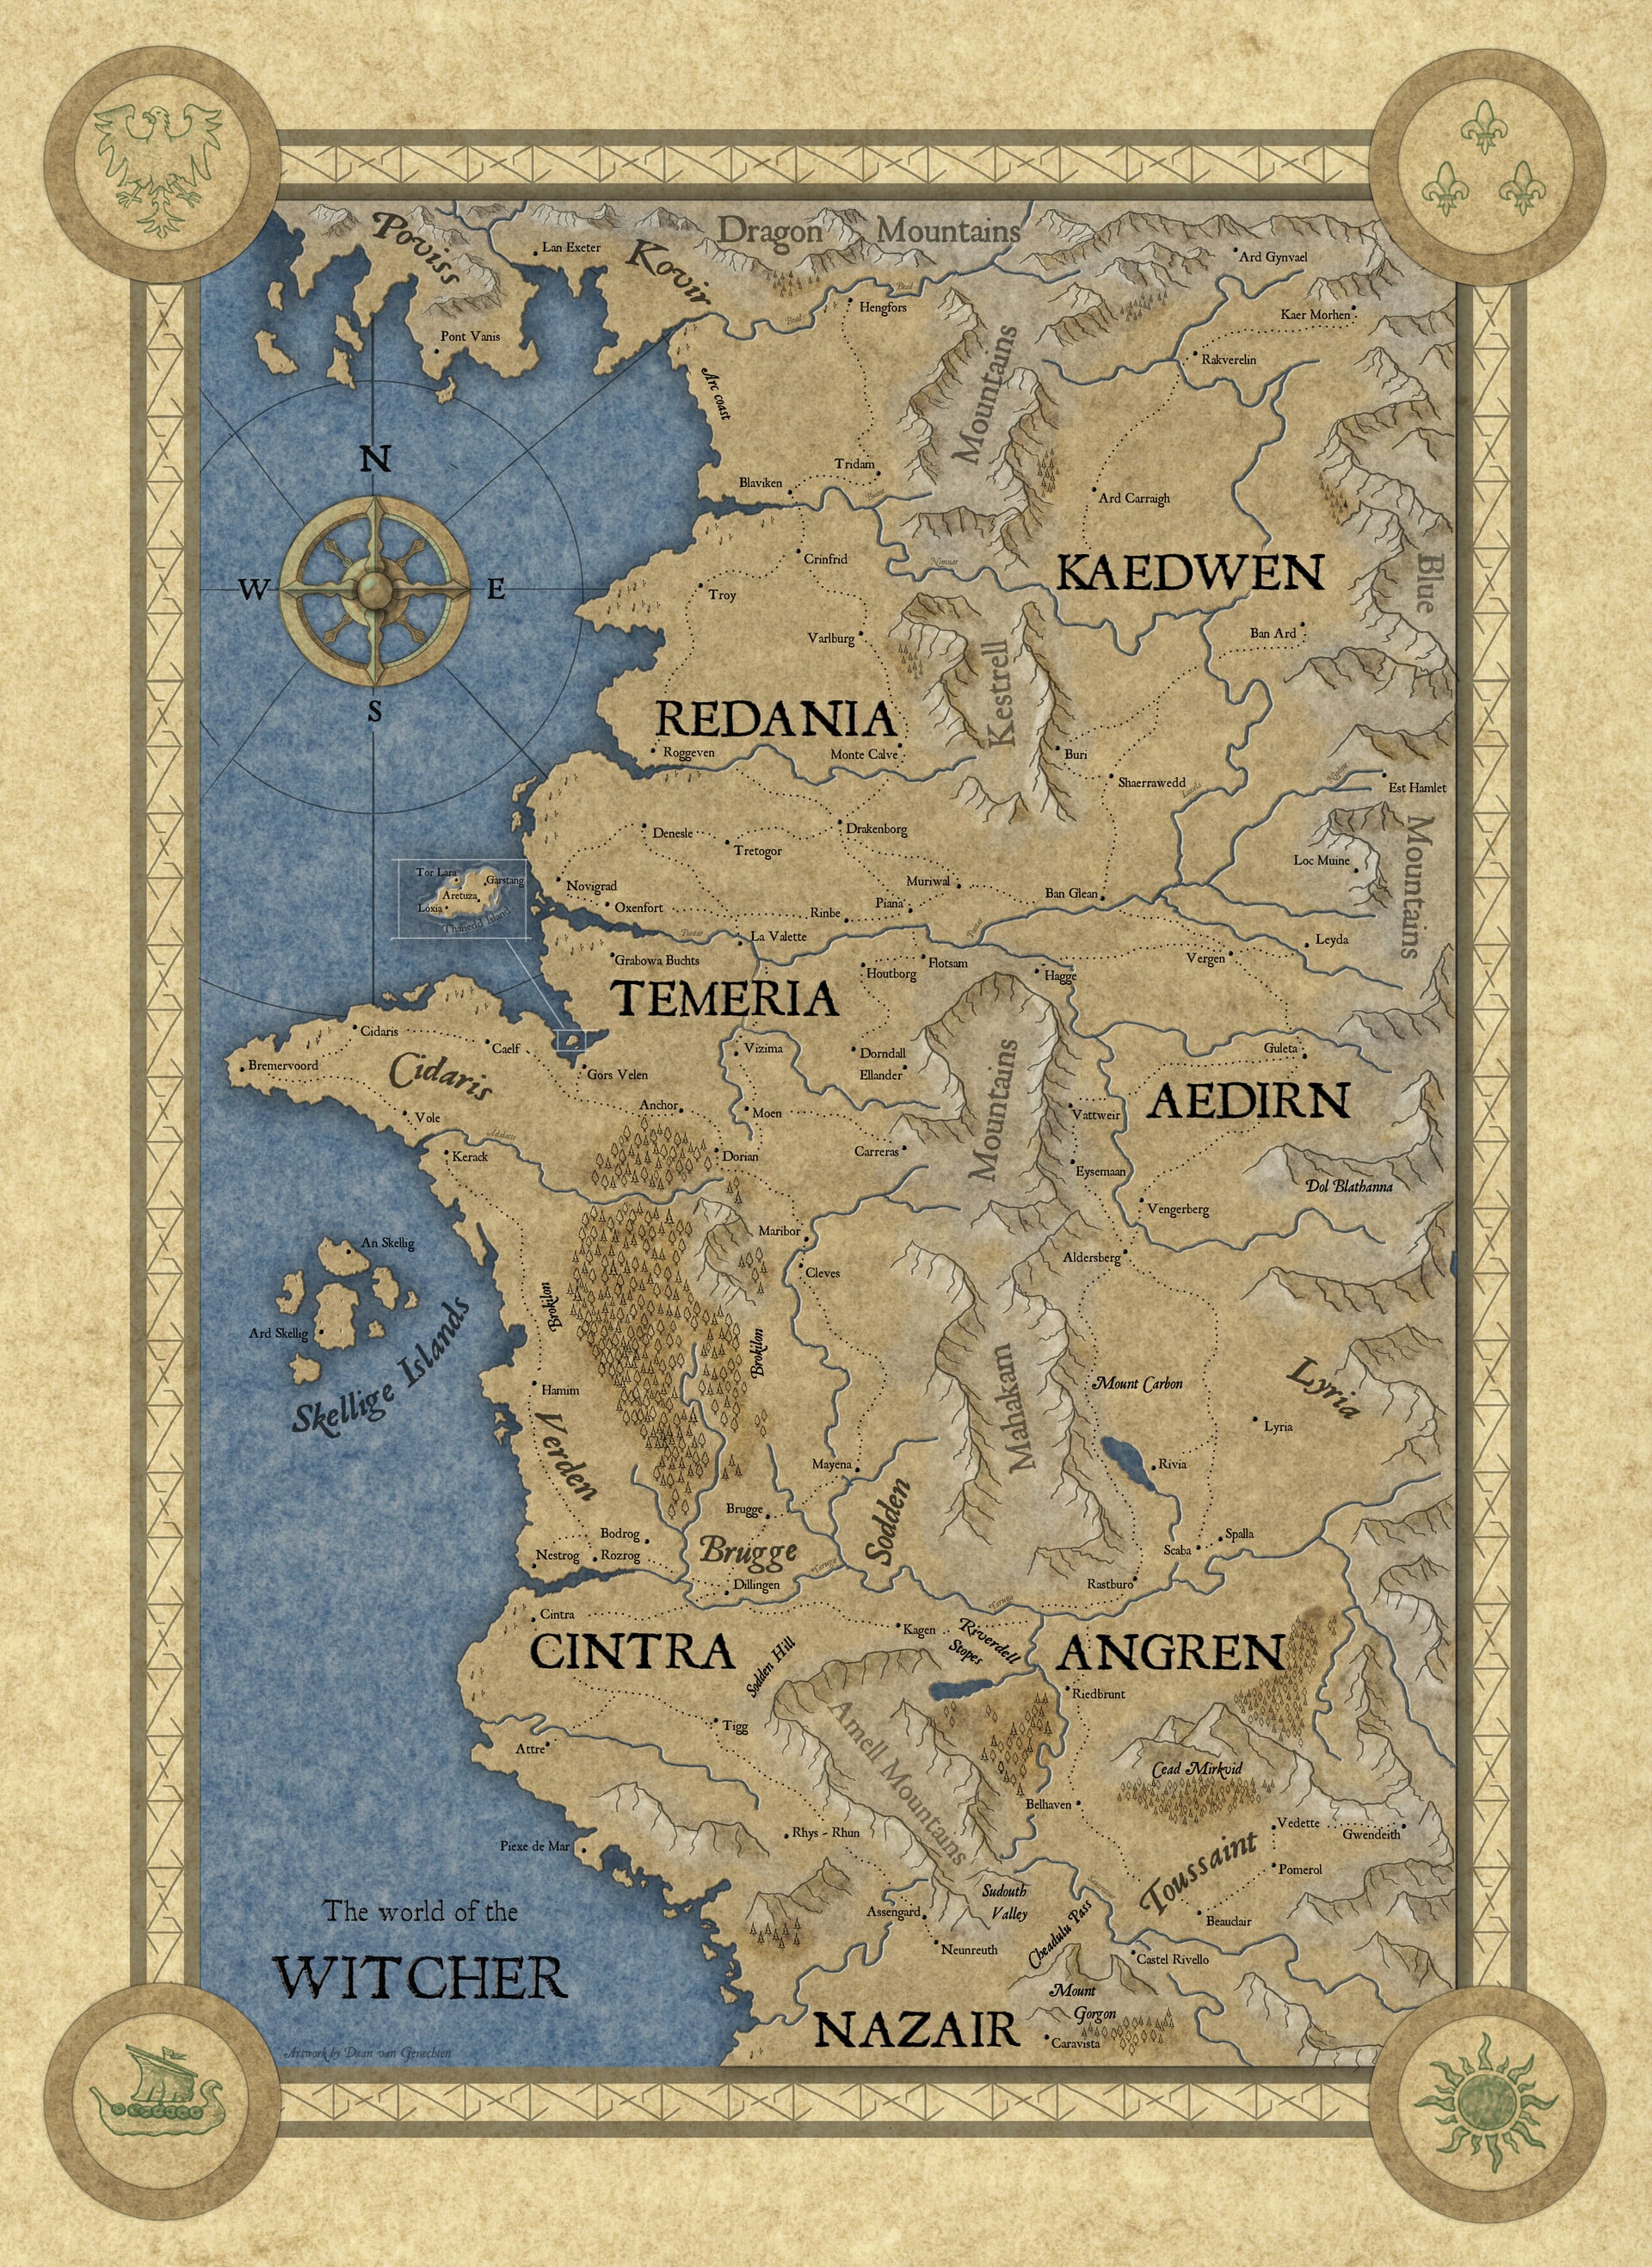 Poviss
Lan Exeter
Kovir
Dragon Mountains
Ard Gynvael
Pont Vanis
Hengfors
Kaer Morhen
Rakverelin
Arc coast
Mountains
N
Tridam
Blaviken
Ard Carraigh
Crinfrid
KAEDWEN
Blue
W
E
Troy
Varlburg
Ban Ard
Kestrell
S
REDANIA
Roggeven
Monte Calve
Buri
Shaerrawedd
Est Hamlet
Denesle
Drakenborg
Tretogor
Mountains
Loc Muine
Tor Lara
Garstang
Aretuza
Loxia
Thanedd Island
Novigrad
Oxenfort
Muriwal
Piana
Rinbe
Ban Glean
La Valette
Leyda
Vergen
Grabowa Buchts
Houtborg
Flotsam
Hagge
TEMERIA
Cidaris
Caelf
Bremervoord
Cidaris
Vizima
Dorndall
Ellander
Guleta
Gors Velen
Mountains
AEDIRN
Anchor
Moen
Vattweir
Vole
Kerack
Dorian
Carreras
Eysemaan
Dol Blathanna
Vengerberg
Maribor
An Skellig
Aldersberg
Cleves
Brokilon
Brokilon
Ard Skellig
Skellige Islands
Mahakam
Mount Carbon
Lyria
Hamim
Lyria
Verden
Mayena
Rivia
Sodden
Brugge
Bodrog
Spalla
Scaba
Nestrog
Rozrog
Brugge
Dillingen
Rastburo
Cintra
Kagen
Riverdell
Stopes
CINTRA
Sodden Hill
ANGREN
Riedbrunt
Tigg
Amell Mountains
Attre
Cead Mirkvid
Belhaven
Rhys - Rhun
Vedette
Gwendeith
Piexe de Mar
Toussaint
Pomerol
Sudouth
Valley
Assengard
Beauclair
The world of the
WITCHER
Neunreuth
Cheadulu Pass
Castel Rivello
Mount
Gorgon
NAZAIR
Caravista
Artwork by Daan van Genechten